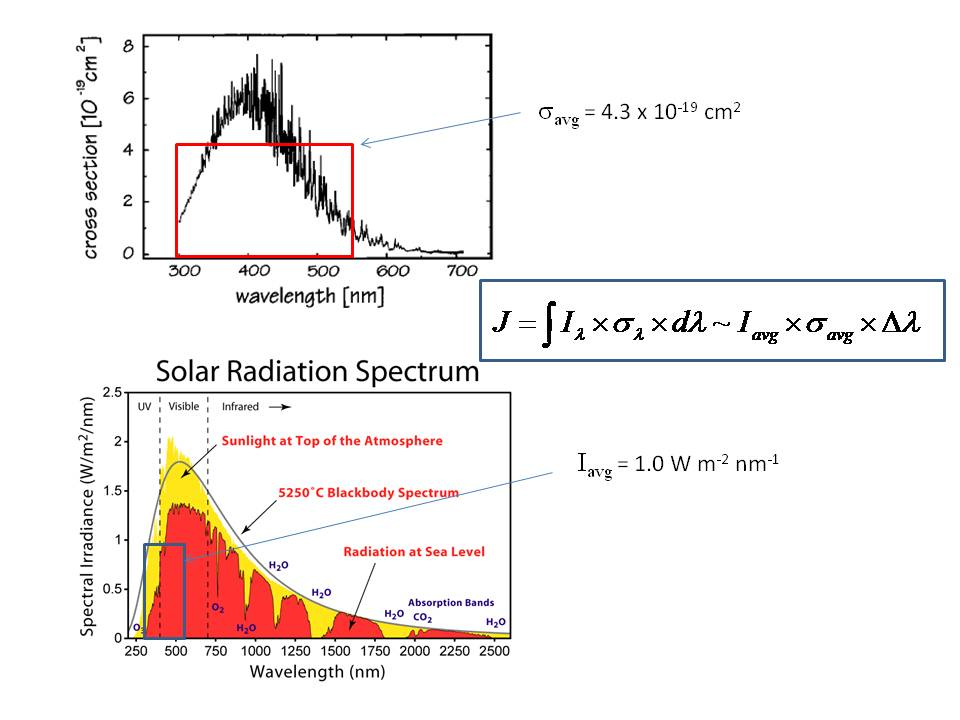 8
6
4
2
0
cross section [10⁻¹⁹cm²]
300 400 500 600 700
wavelength [nm]
σavg = 4.3 x 10⁻¹⁹ cm²
J = ∫ Iλ × σλ × dλ ~ Iavg × σavg × Δλ
Solar Radiation Spectrum
2.5
2
1.5
1
0.5
0
Spectral Irradiance (W/m²/nm)
UV Visible Infrared
Sunlight at Top of the Atmosphere
5250°C Blackbody Spectrum
Radiation at Sea Level
O₃
O₂
H₂O
H₂O
H₂O
H₂O
Absorption Bands
CO₂
H₂O
250 500 750 1000 1250 1500 1750 2000 2250 2500
Wavelength (nm)
Iavg = 1.0 W m⁻² nm⁻¹